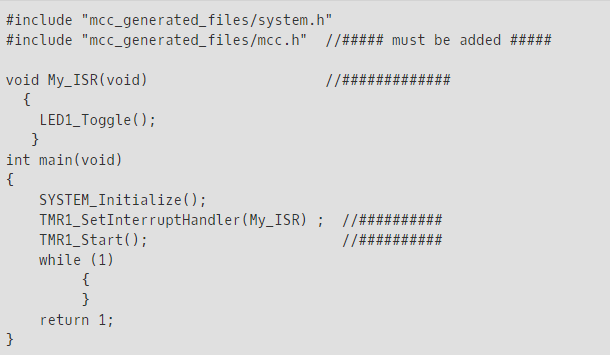 #include "mcc_generated_files/system.h"
#include "mcc_generated_files/mcc.h"  //##### must be added #####
void My_ISR(void)                      //#############
  {
    LED1_Toggle();
   }
int main(void)
{
    SYSTEM_Initialize();
    TMR1_SetInterruptHandler(My_ISR) ;  //##########
    TMR1_Start();                        //##########
    while (1)
         {
         }
    return 1;
}